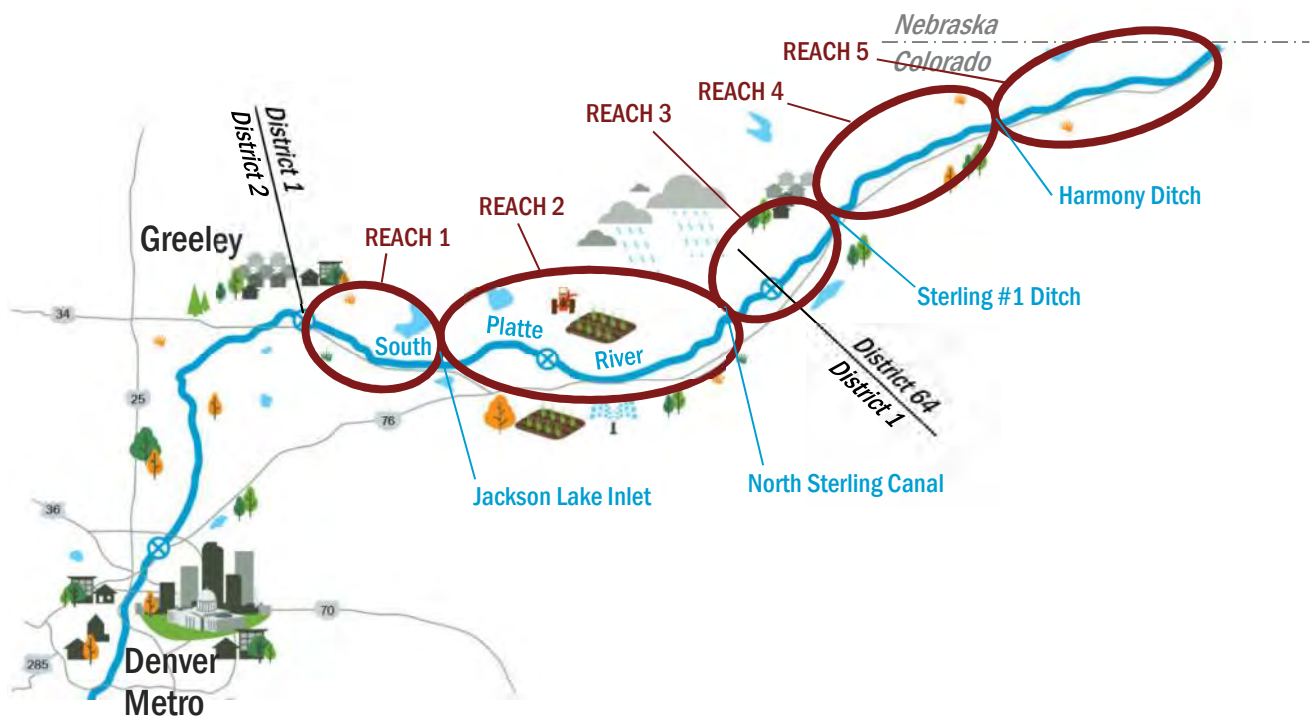 Nebraska
Colorado
REACH 5
REACH 4
REACH 3
REACH 2
REACH 1
District 1
District 2
Greeley
Harmony Ditch
Sterling #1 Ditch
34
South
Platte
River
District 64
District 1
25
76
North Sterling Canal
Jackson Lake Inlet
36
70
285
Denver
Metro